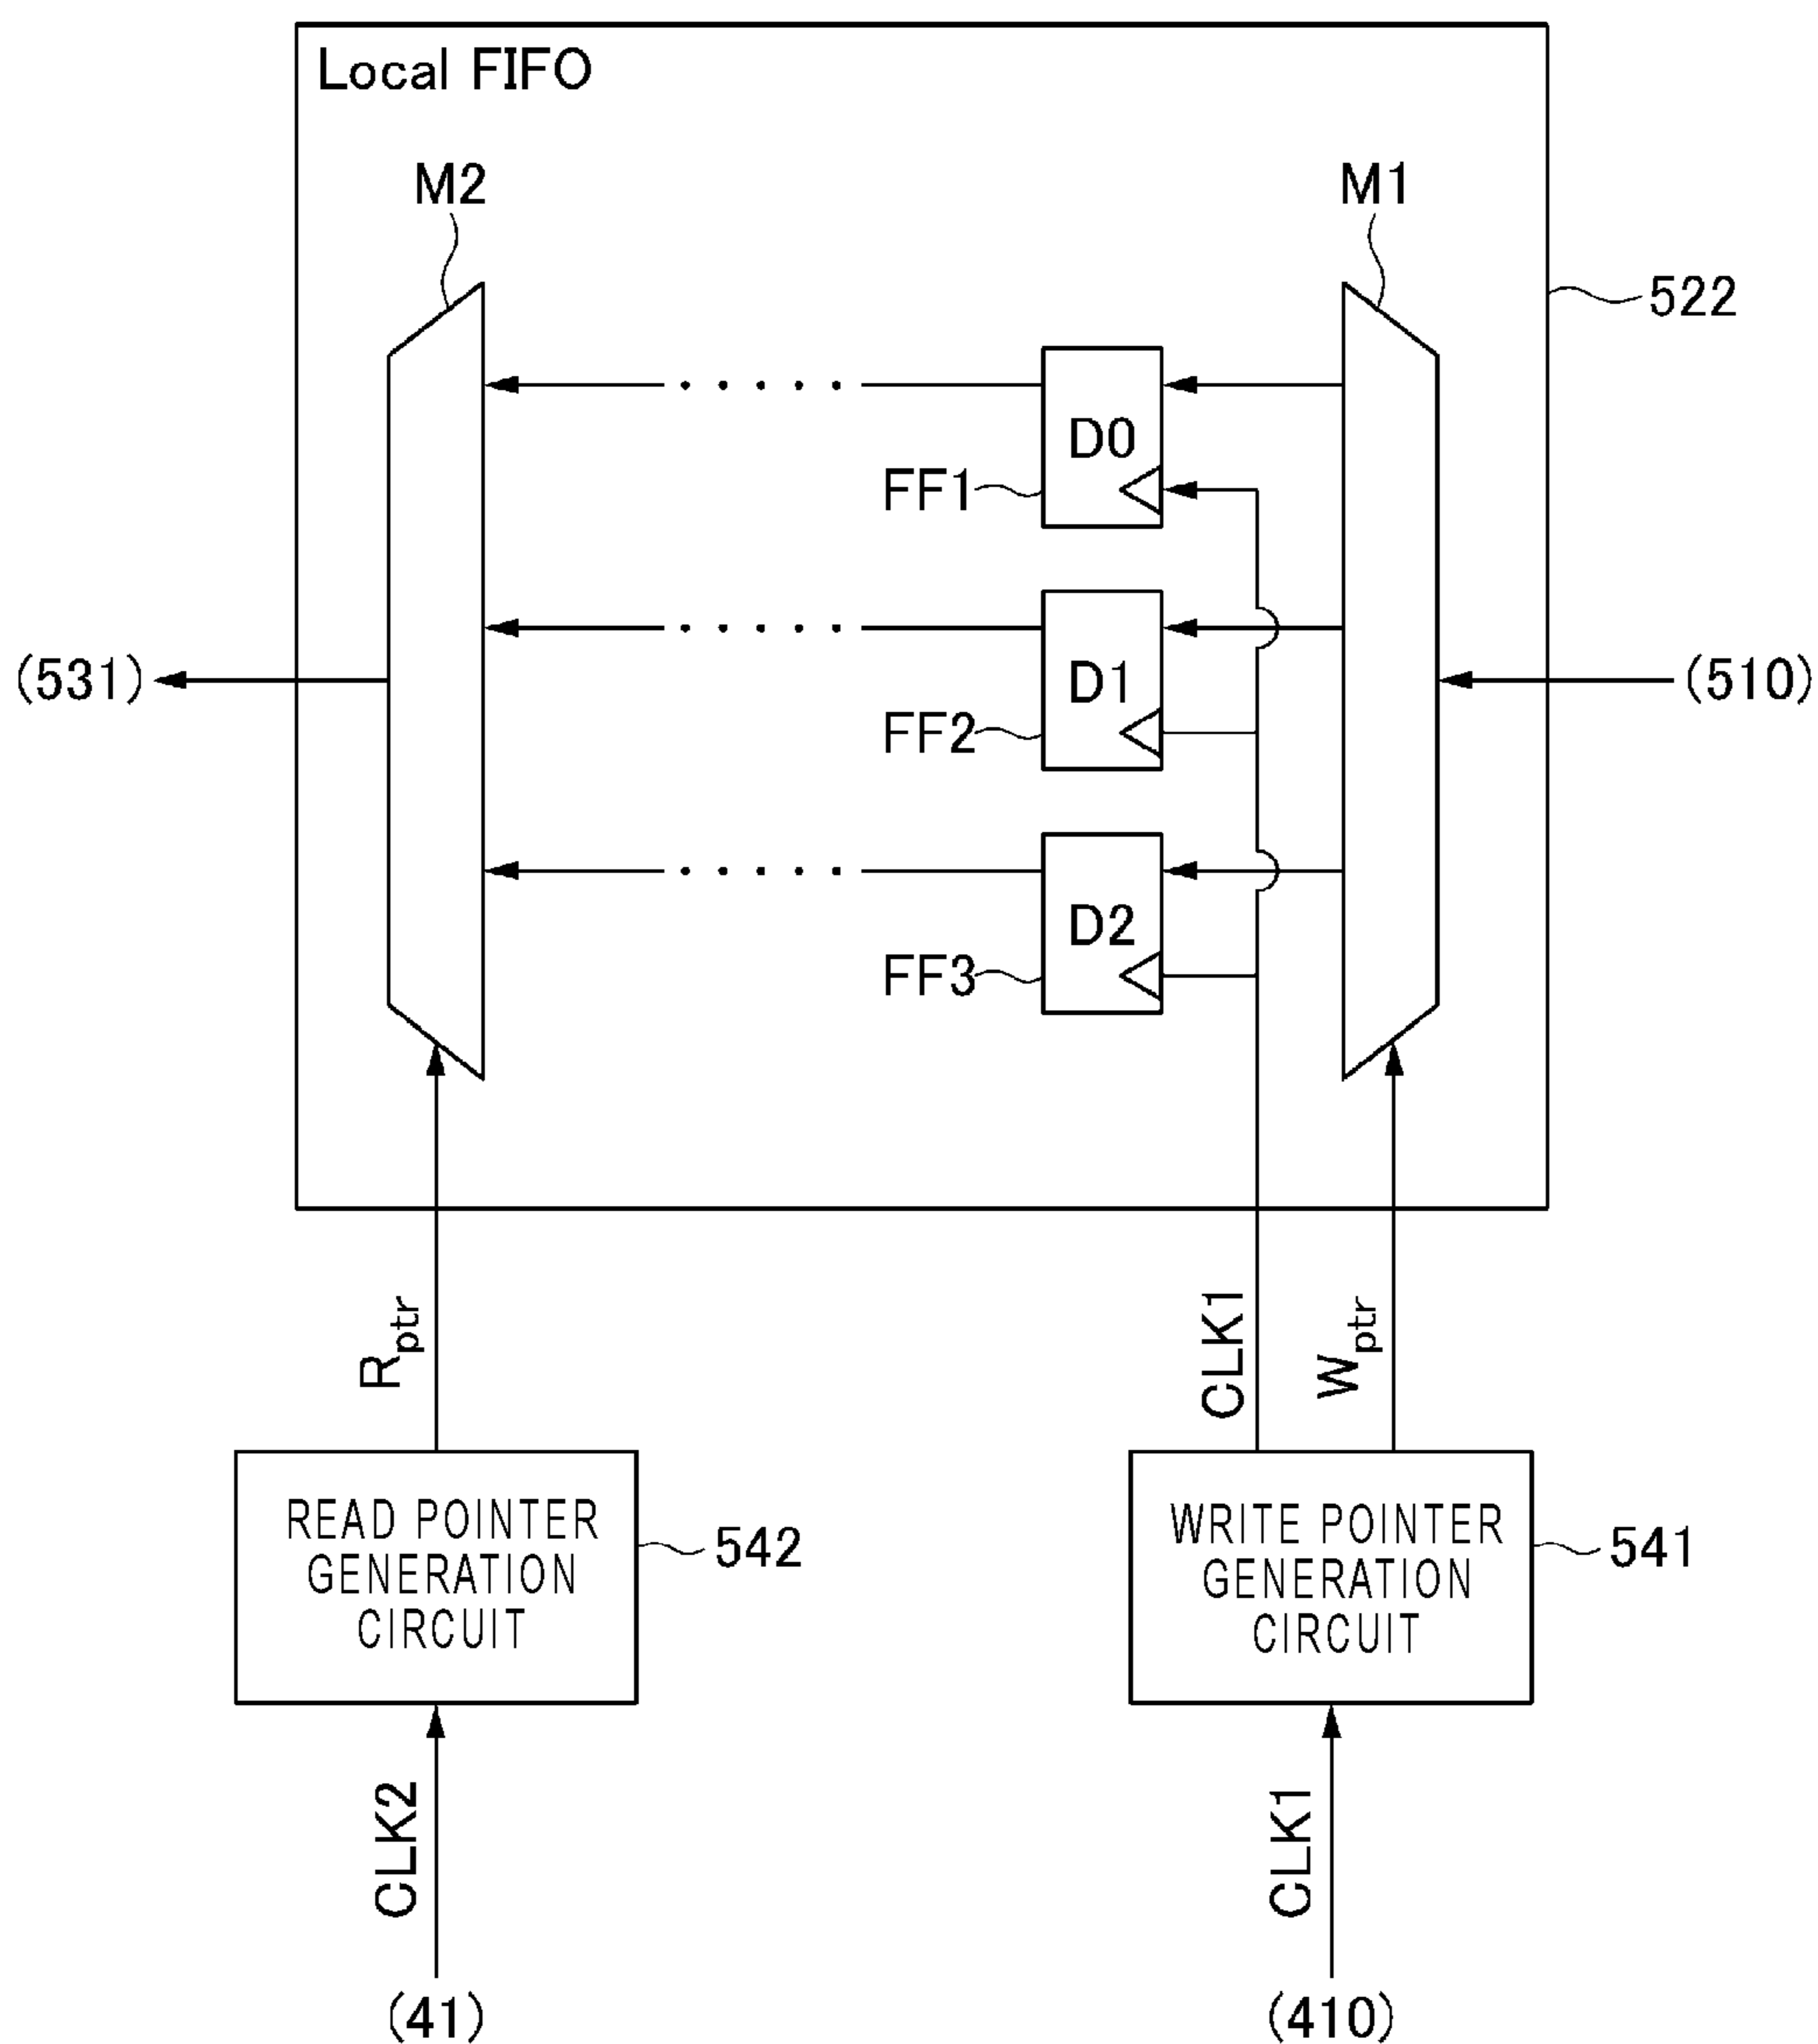 Local FIFO
M2
M1
522
D0
FF1
D1
FF2
(531)
(510)
D2
FF3
Rptr
CLK1
Wptr
READ POINTER
GENERATION
CIRCUIT
542
WRITE POINTER
GENERATION
CIRCUIT
541
CLK2
CLK1
(41)
(410)